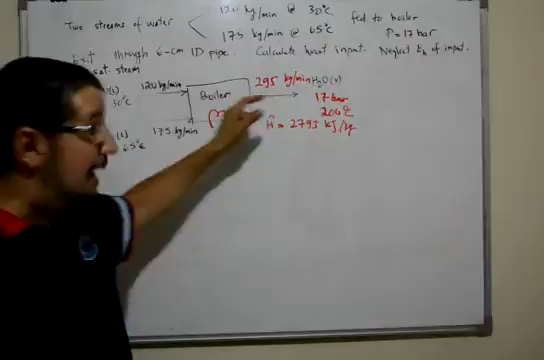 Two streams of water
120 kg/min @ 30°C
175 kg/min @ 65°C
fed to boiler
P = 17 bar
Exit through 6-cm ID pipe. Calculate heat input. Neglect Ek of input.
sat. steam
120 kg/min
30°C
Boiler
295 kg/min H2O(v)
17-bar
204°C
Ĥ = 2793 kJ/kg
(L)
65°C
175 kg/min